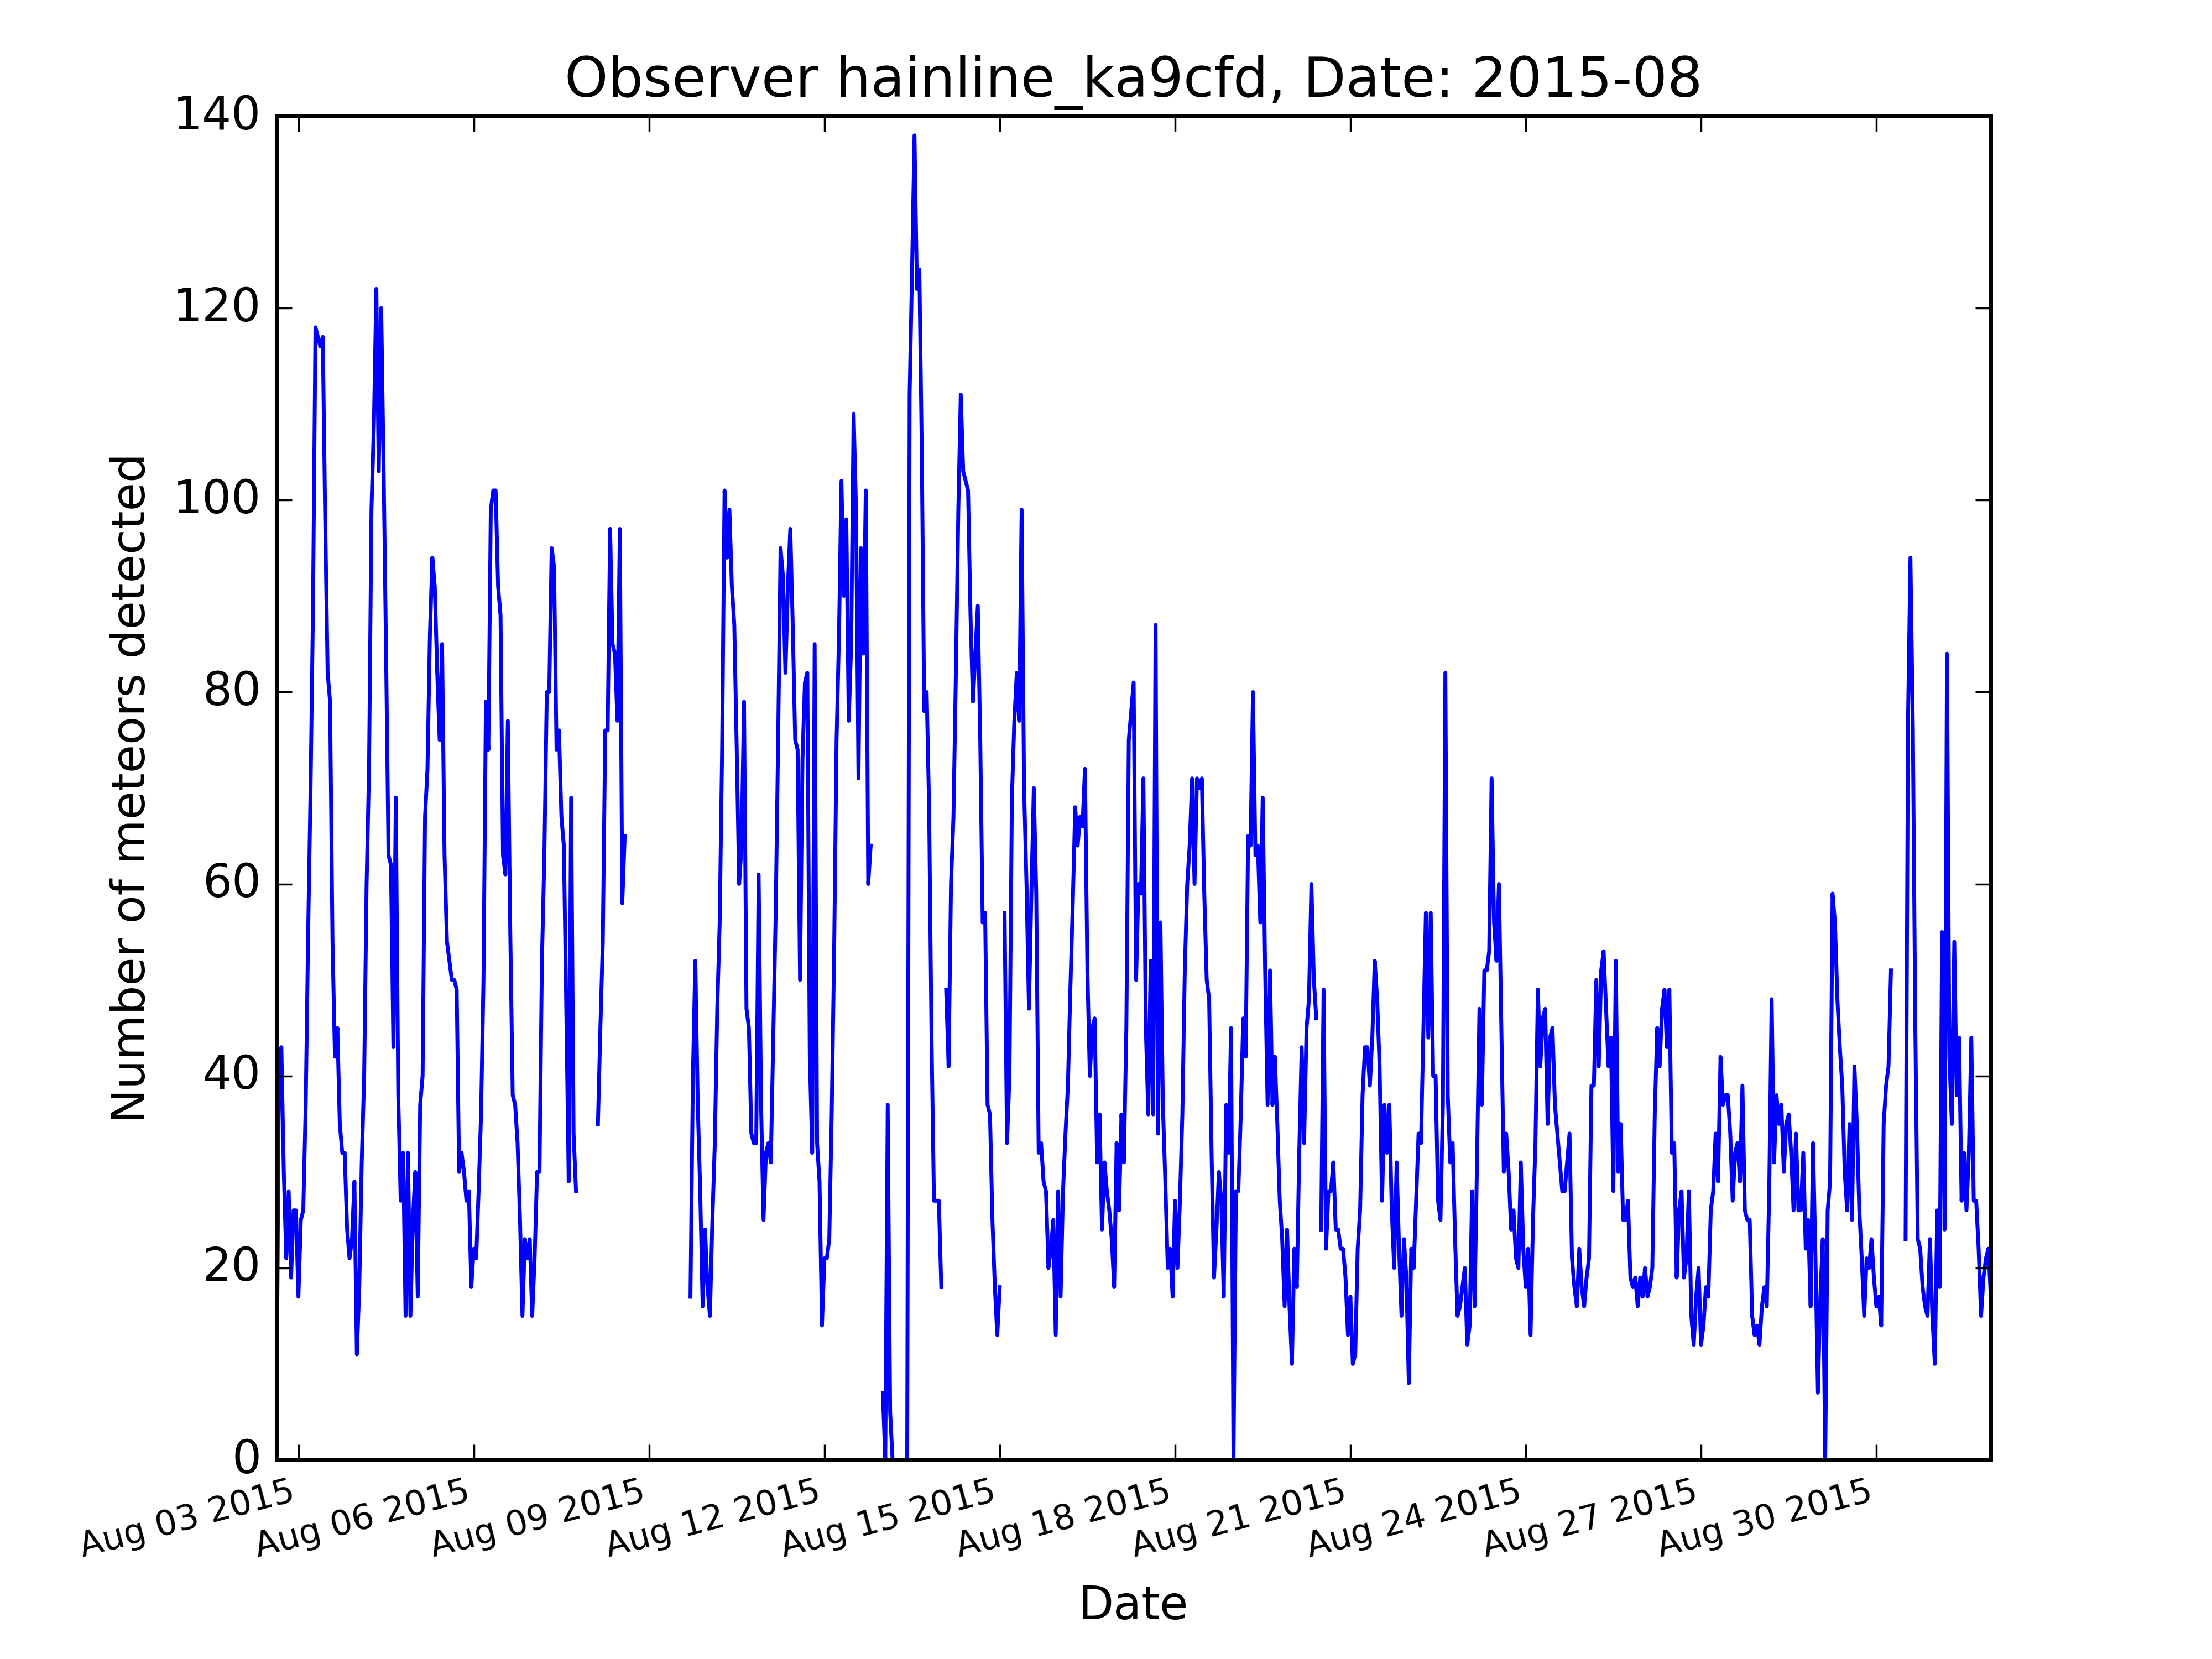 Observer hainline_ka9cfd, Date: 2015-08
140
120
100
80
60
40
20
0
Number of meteors detected
Aug 03 2015
Aug 06 2015
Aug 09 2015
Aug 12 2015
Aug 15 2015
Aug 18 2015
Aug 21 2015
Aug 24 2015
Aug 27 2015
Aug 30 2015
Date